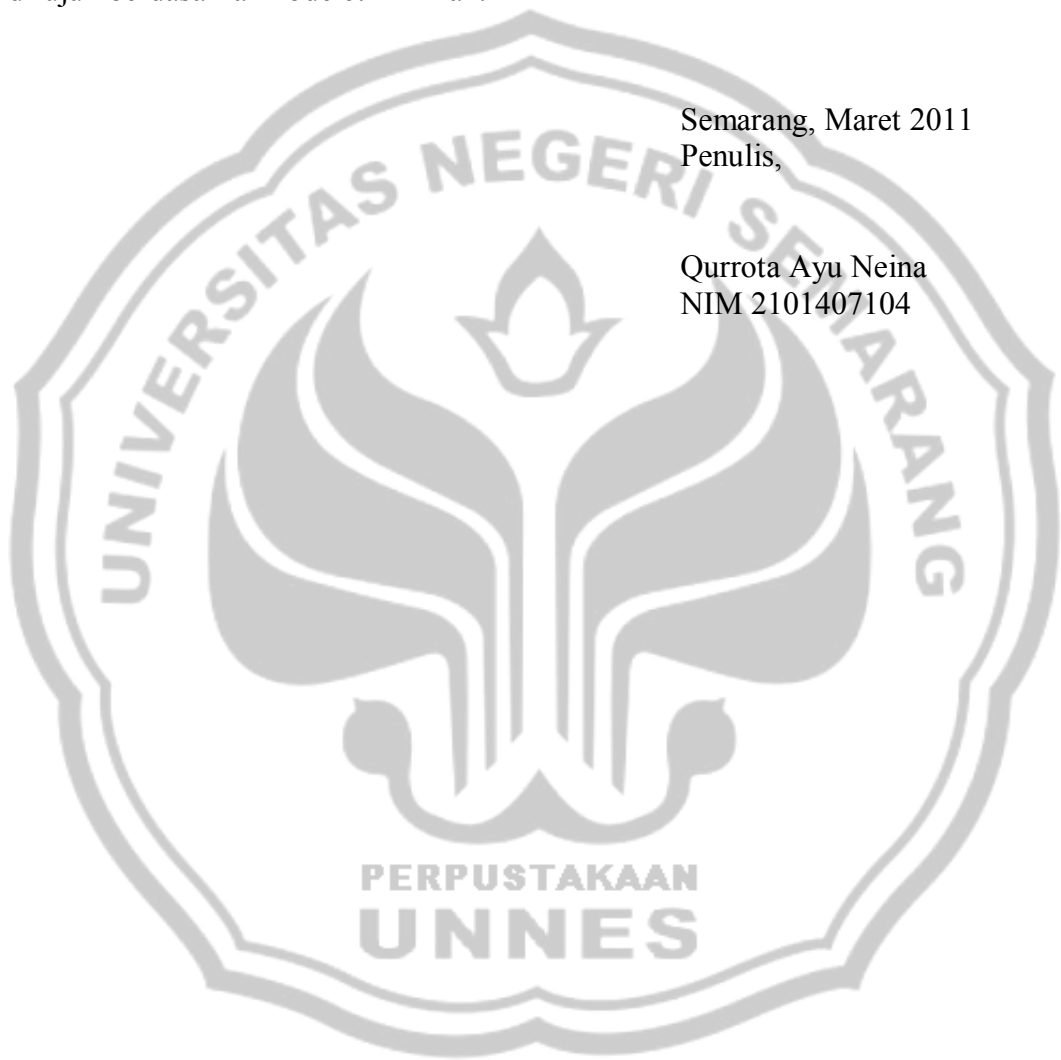 Semarang, Maret 2011
Penulis,
Qurrota Ayu Neina
NIM 2101407104
UNIVERSITAS NEGERI SEMARANG
PERPUSTAKAAN
UNNES